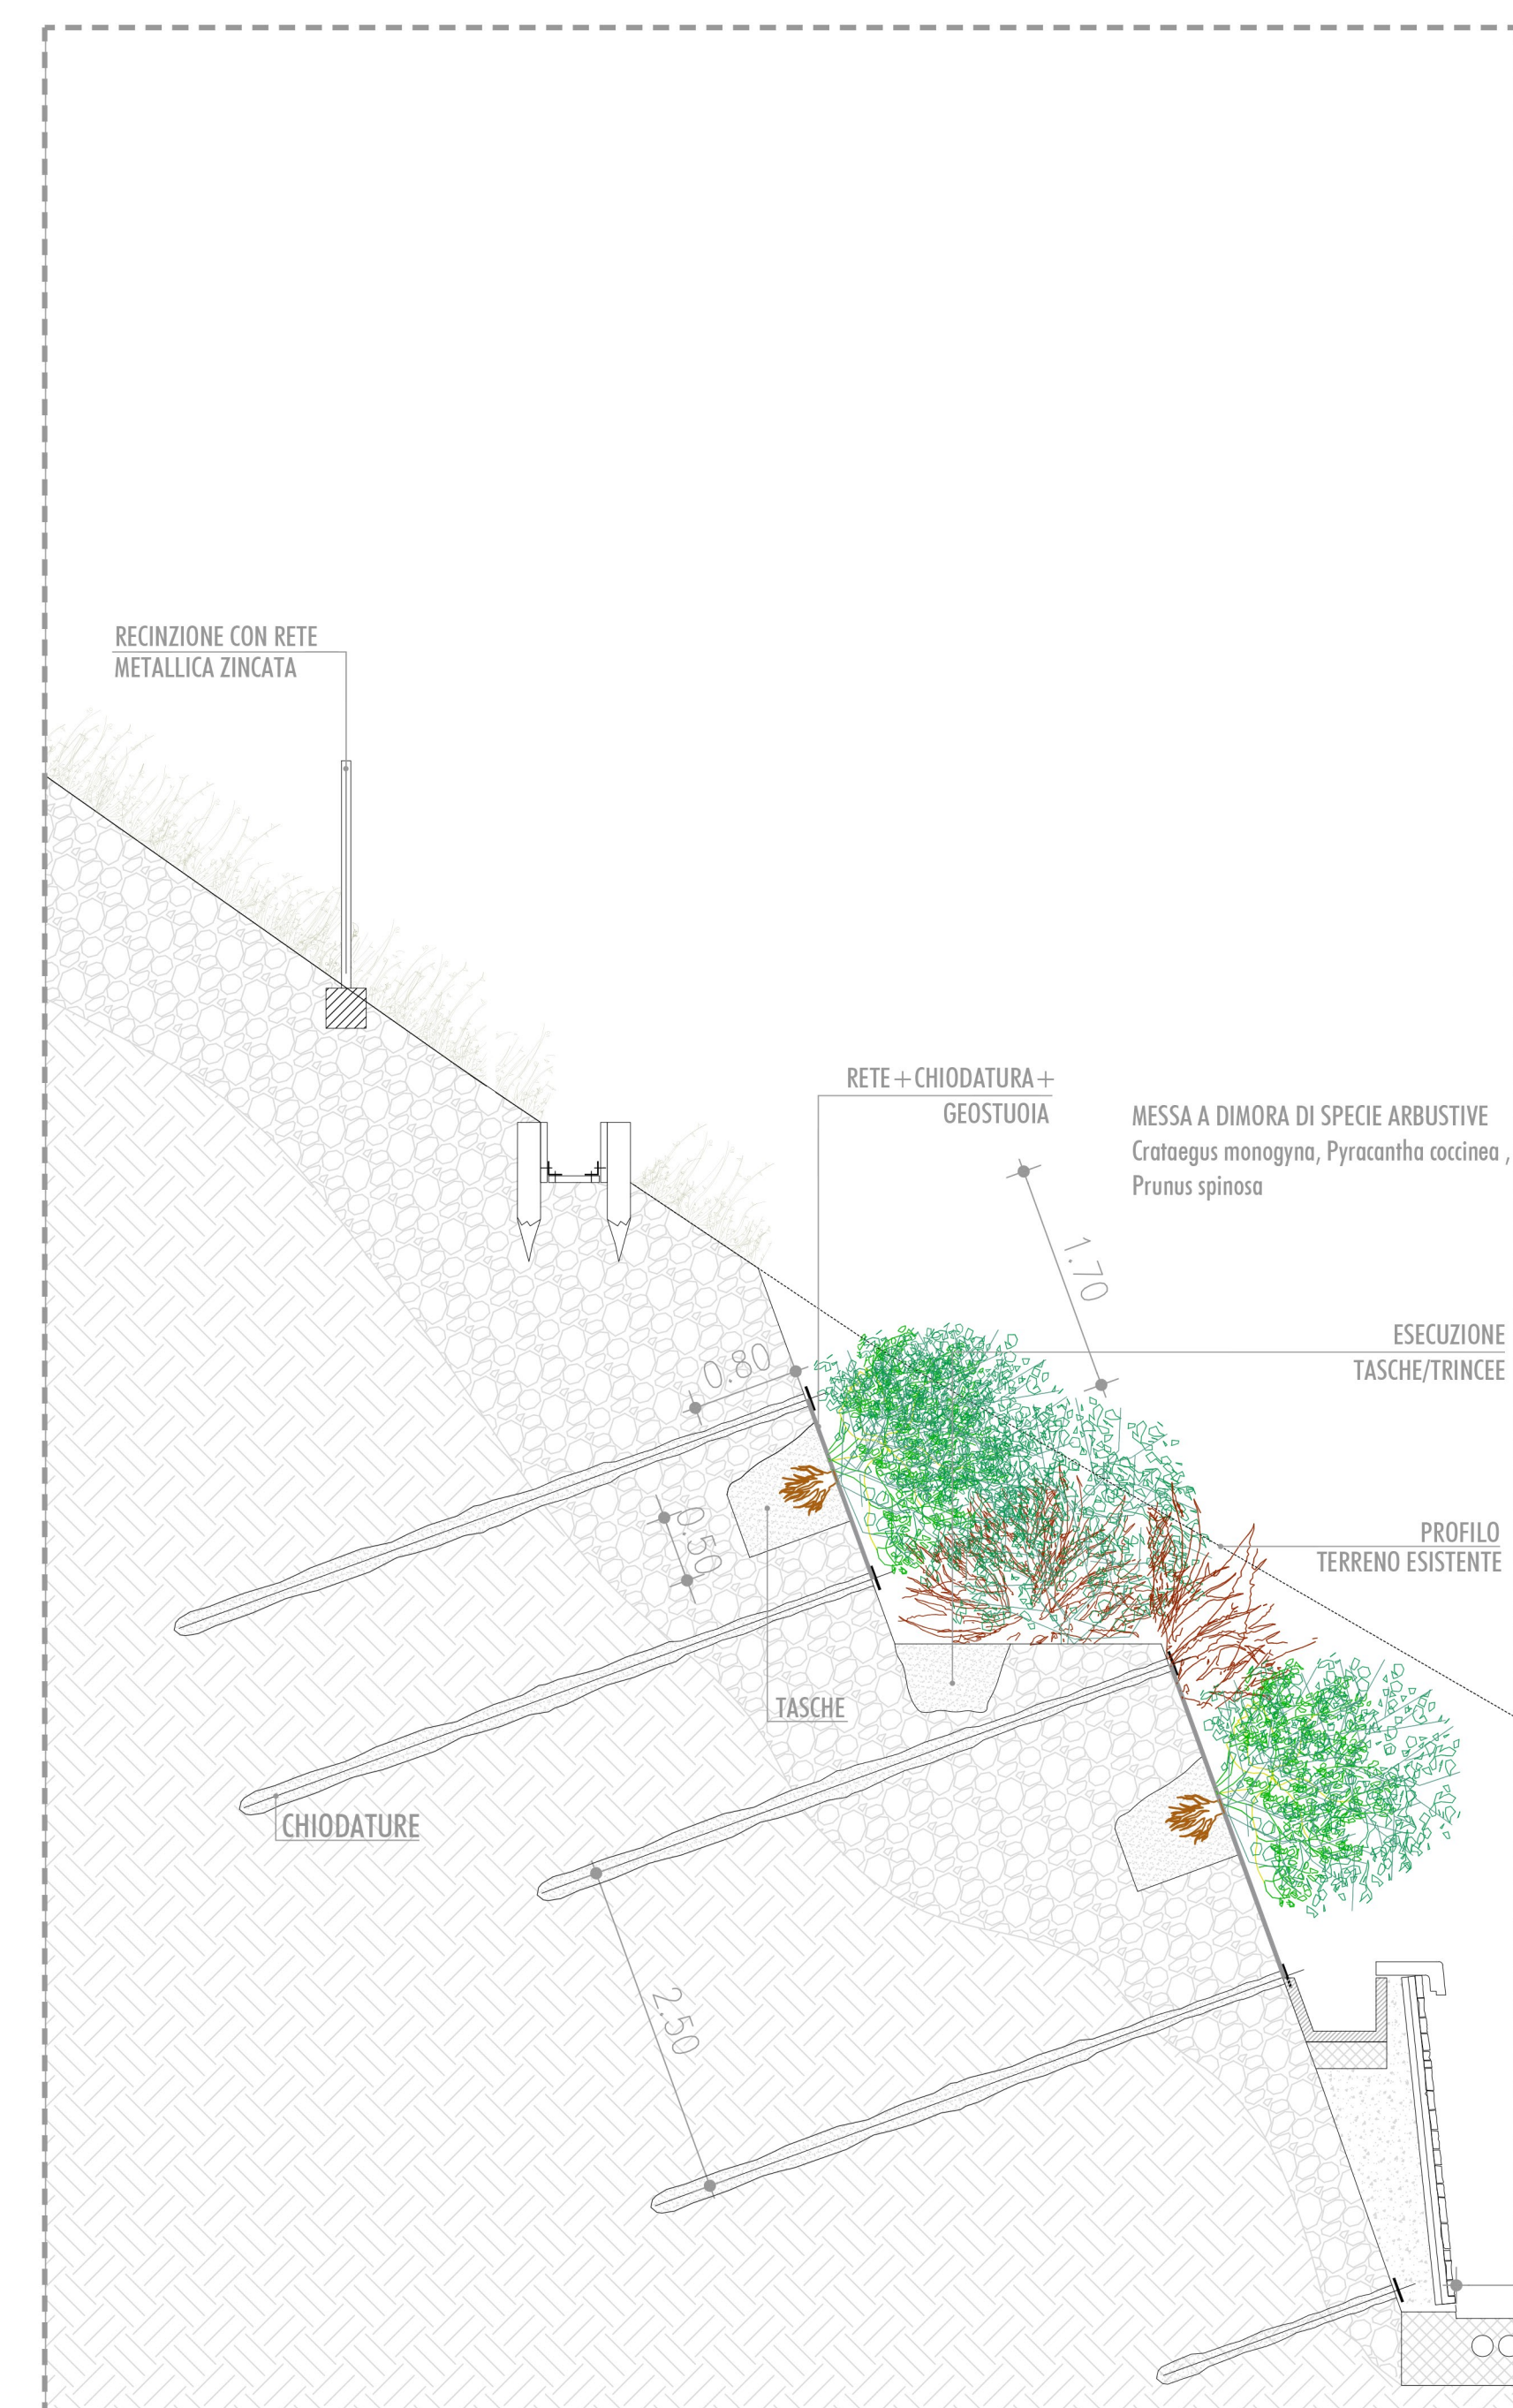 RECINZIONE CON RETE
METALLICA ZINCATA
RETE+CHIODATURA+
GEOSTUOIA
MESSA A DIMORA DI SPECIE ARBUSTIVE
Crataegus monogyna, Pyracantha coccinea ,
Prunus spinosa
1.70
ESECUZIONE
TASCHE/TRINCEE
0.80
0.50
PROFILO
TERRENO ESISTENTE
TASCHE
CHIODATURE
2.50